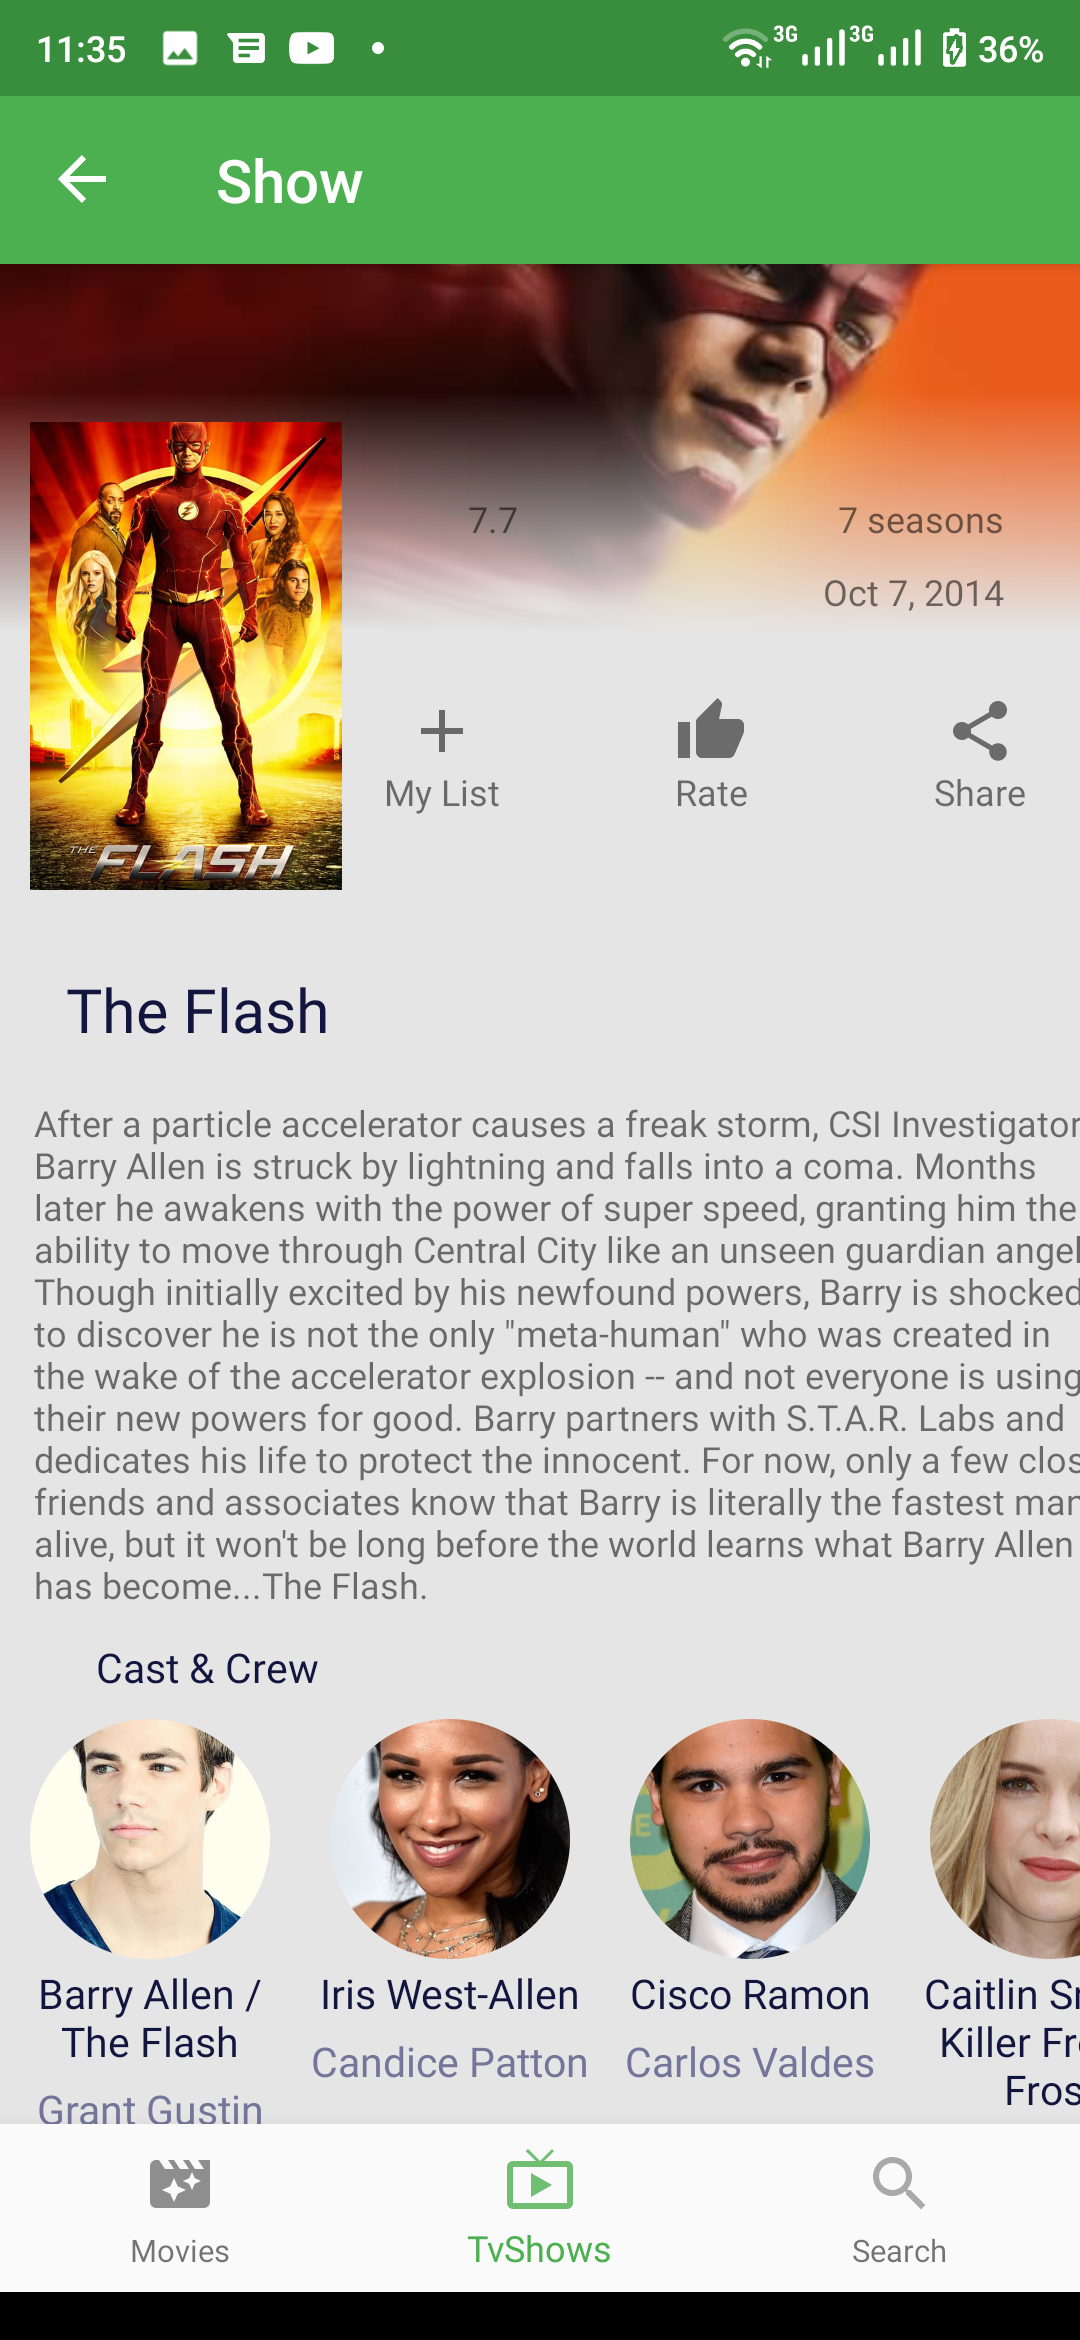 11:35
3G
3G
36%
Show
7.7
7 seasons
Oct 7, 2014
THE FLASH
My List
Rate
Share
The Flash
After a particle accelerator causes a freak storm, CSI Investigator
Barry Allen is struck by lightning and falls into a coma. Months
later he awakens with the power of super speed, granting him the
ability to move through Central City like an unseen guardian angel
Though initially excited by his newfound powers, Barry is shocked
to discover he is not the only "meta-human" who was created in
the wake of the accelerator explosion -- and not everyone is using
their new powers for good. Barry partners with S.T.A.R. Labs and
dedicates his life to protect the innocent. For now, only a few clos
friends and associates know that Barry is literally the fastest man
alive, but it won't be long before the world learns what Barry Allen
has become...The Flash.
Cast & Crew
Barry Allen /
The Flash
Grant Gustin
Iris West-Allen
Candice Patton
Cisco Ramon
Carlos Valdes
Caitlin
Killer
Fros
Movies
TvShows
Search